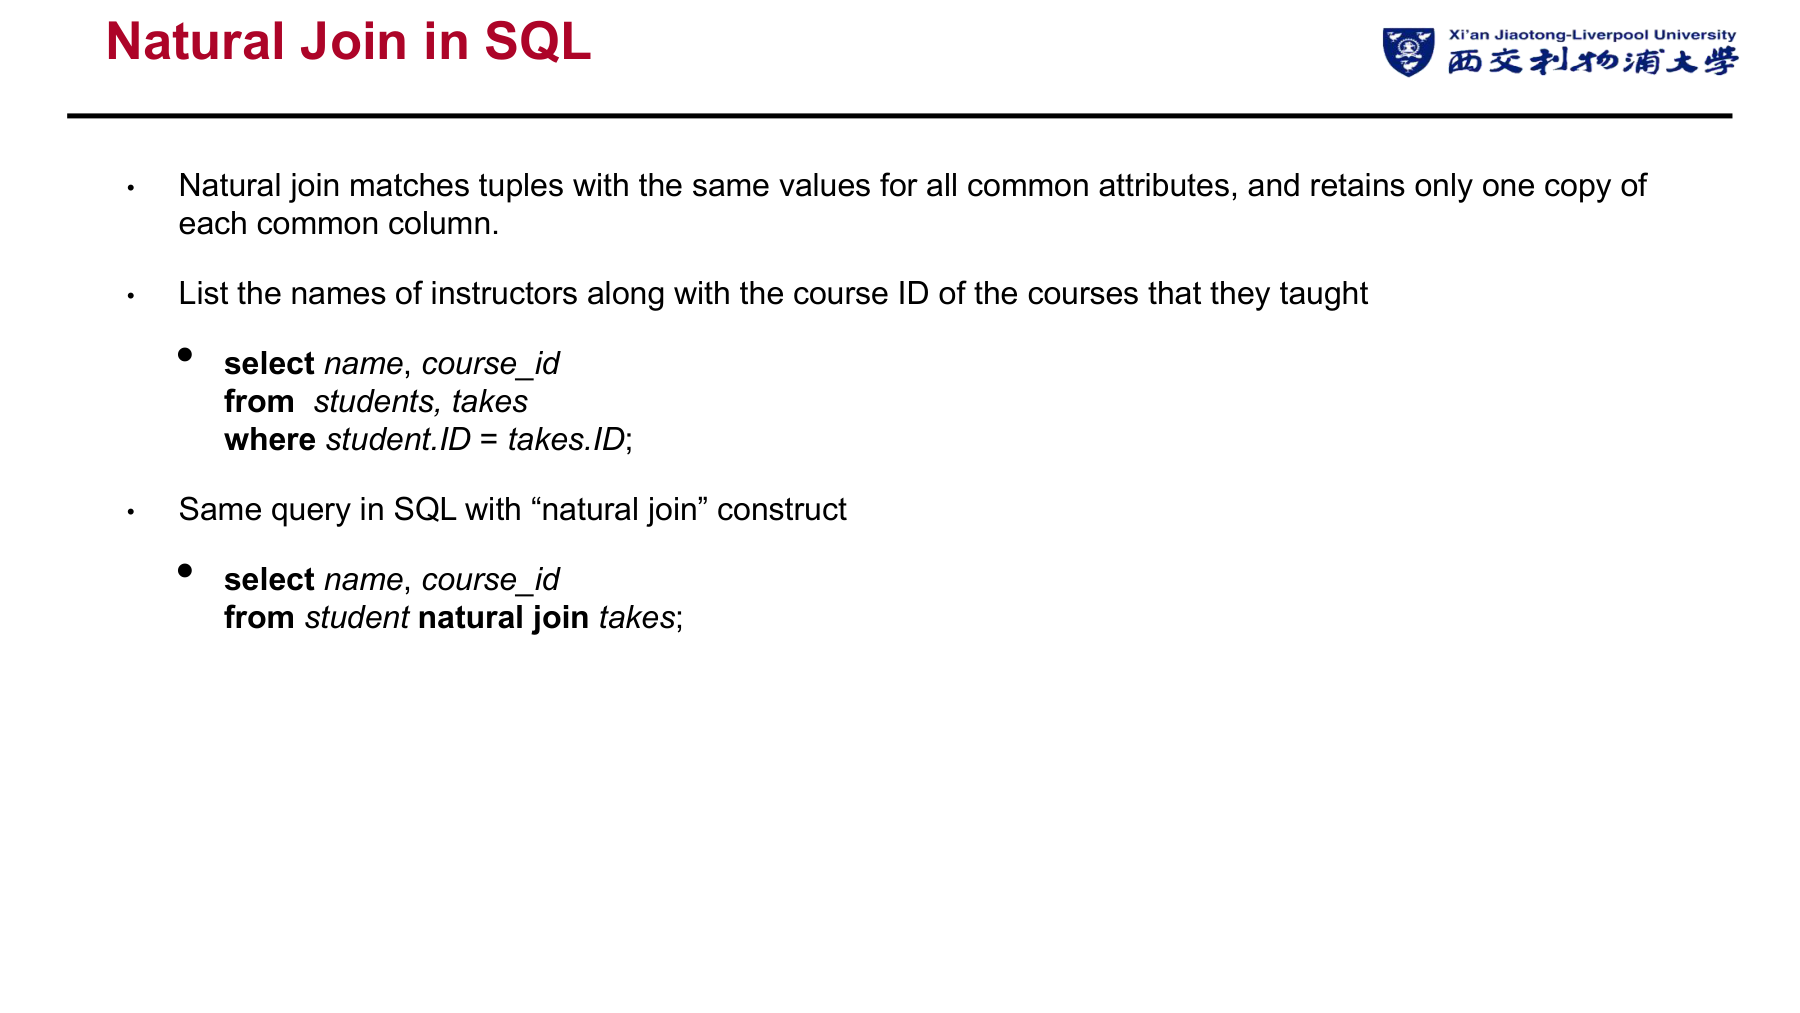 Natural Join in SQL
Xi’an Jiaotong-Liverpool University
西交利物浦大學
• Natural join matches tuples with the same values for all common attributes, and retains only one copy of
each common column.
• List the names of instructors along with the course ID of the courses that they taught
• select name, course_id
from students, takes
where student.ID = takes.ID;
• Same query in SQL with “natural join” construct
• select name, course_id
from student natural join takes;